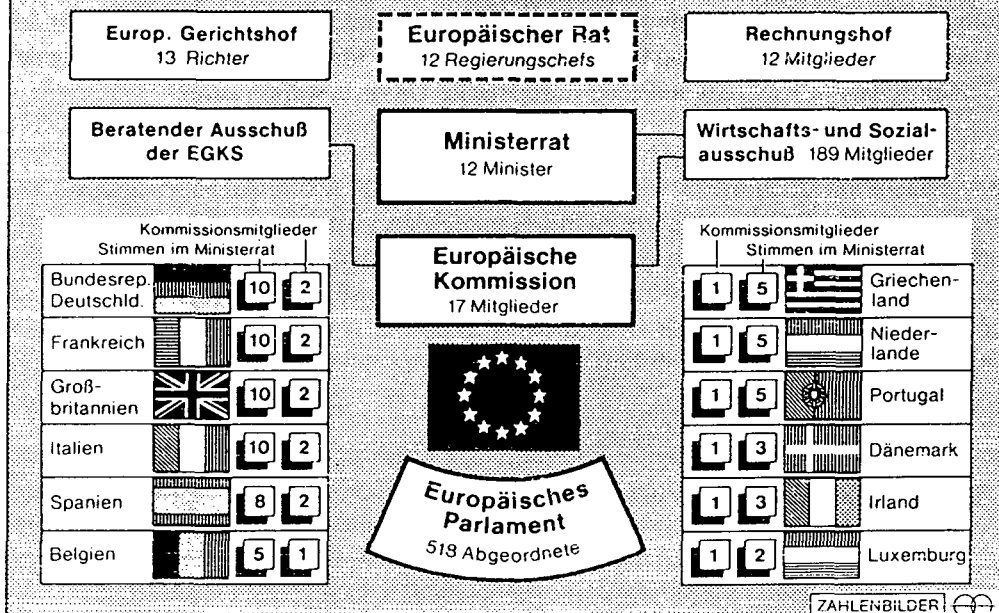 Europ. Gerichtshof
13 Richter
Europäischer Rat
12 Regierungschefs
Rechnungshof
12 Mitglieder
Beratender Ausschuß
der EGKS
Ministerrat
12 Minister
Wirtschafts- und Sozial-
ausschuß 189 Mitglieder
Europäische
Kommission
17 Mitglieder
Kommissionsmitglieder
Stimmen im Ministerrat
Bundesrep.
Deutschld. 10 2
Frankreich 10 2
Groß-
britannien 10 2
Italien 10 2
Spanien 8 2
Belgien 5 1
Europäisches
Parlament
518 Abgeordnete
Kommissionsmitglieder
Stimmen im Ministerrat
1 5 Griechen-
land
1 5 Nieder-
lande
1 5 Portugal
1 3 Dänemark
1 3 Irland
1 2 Luxemburg
ZAHLENBILDER